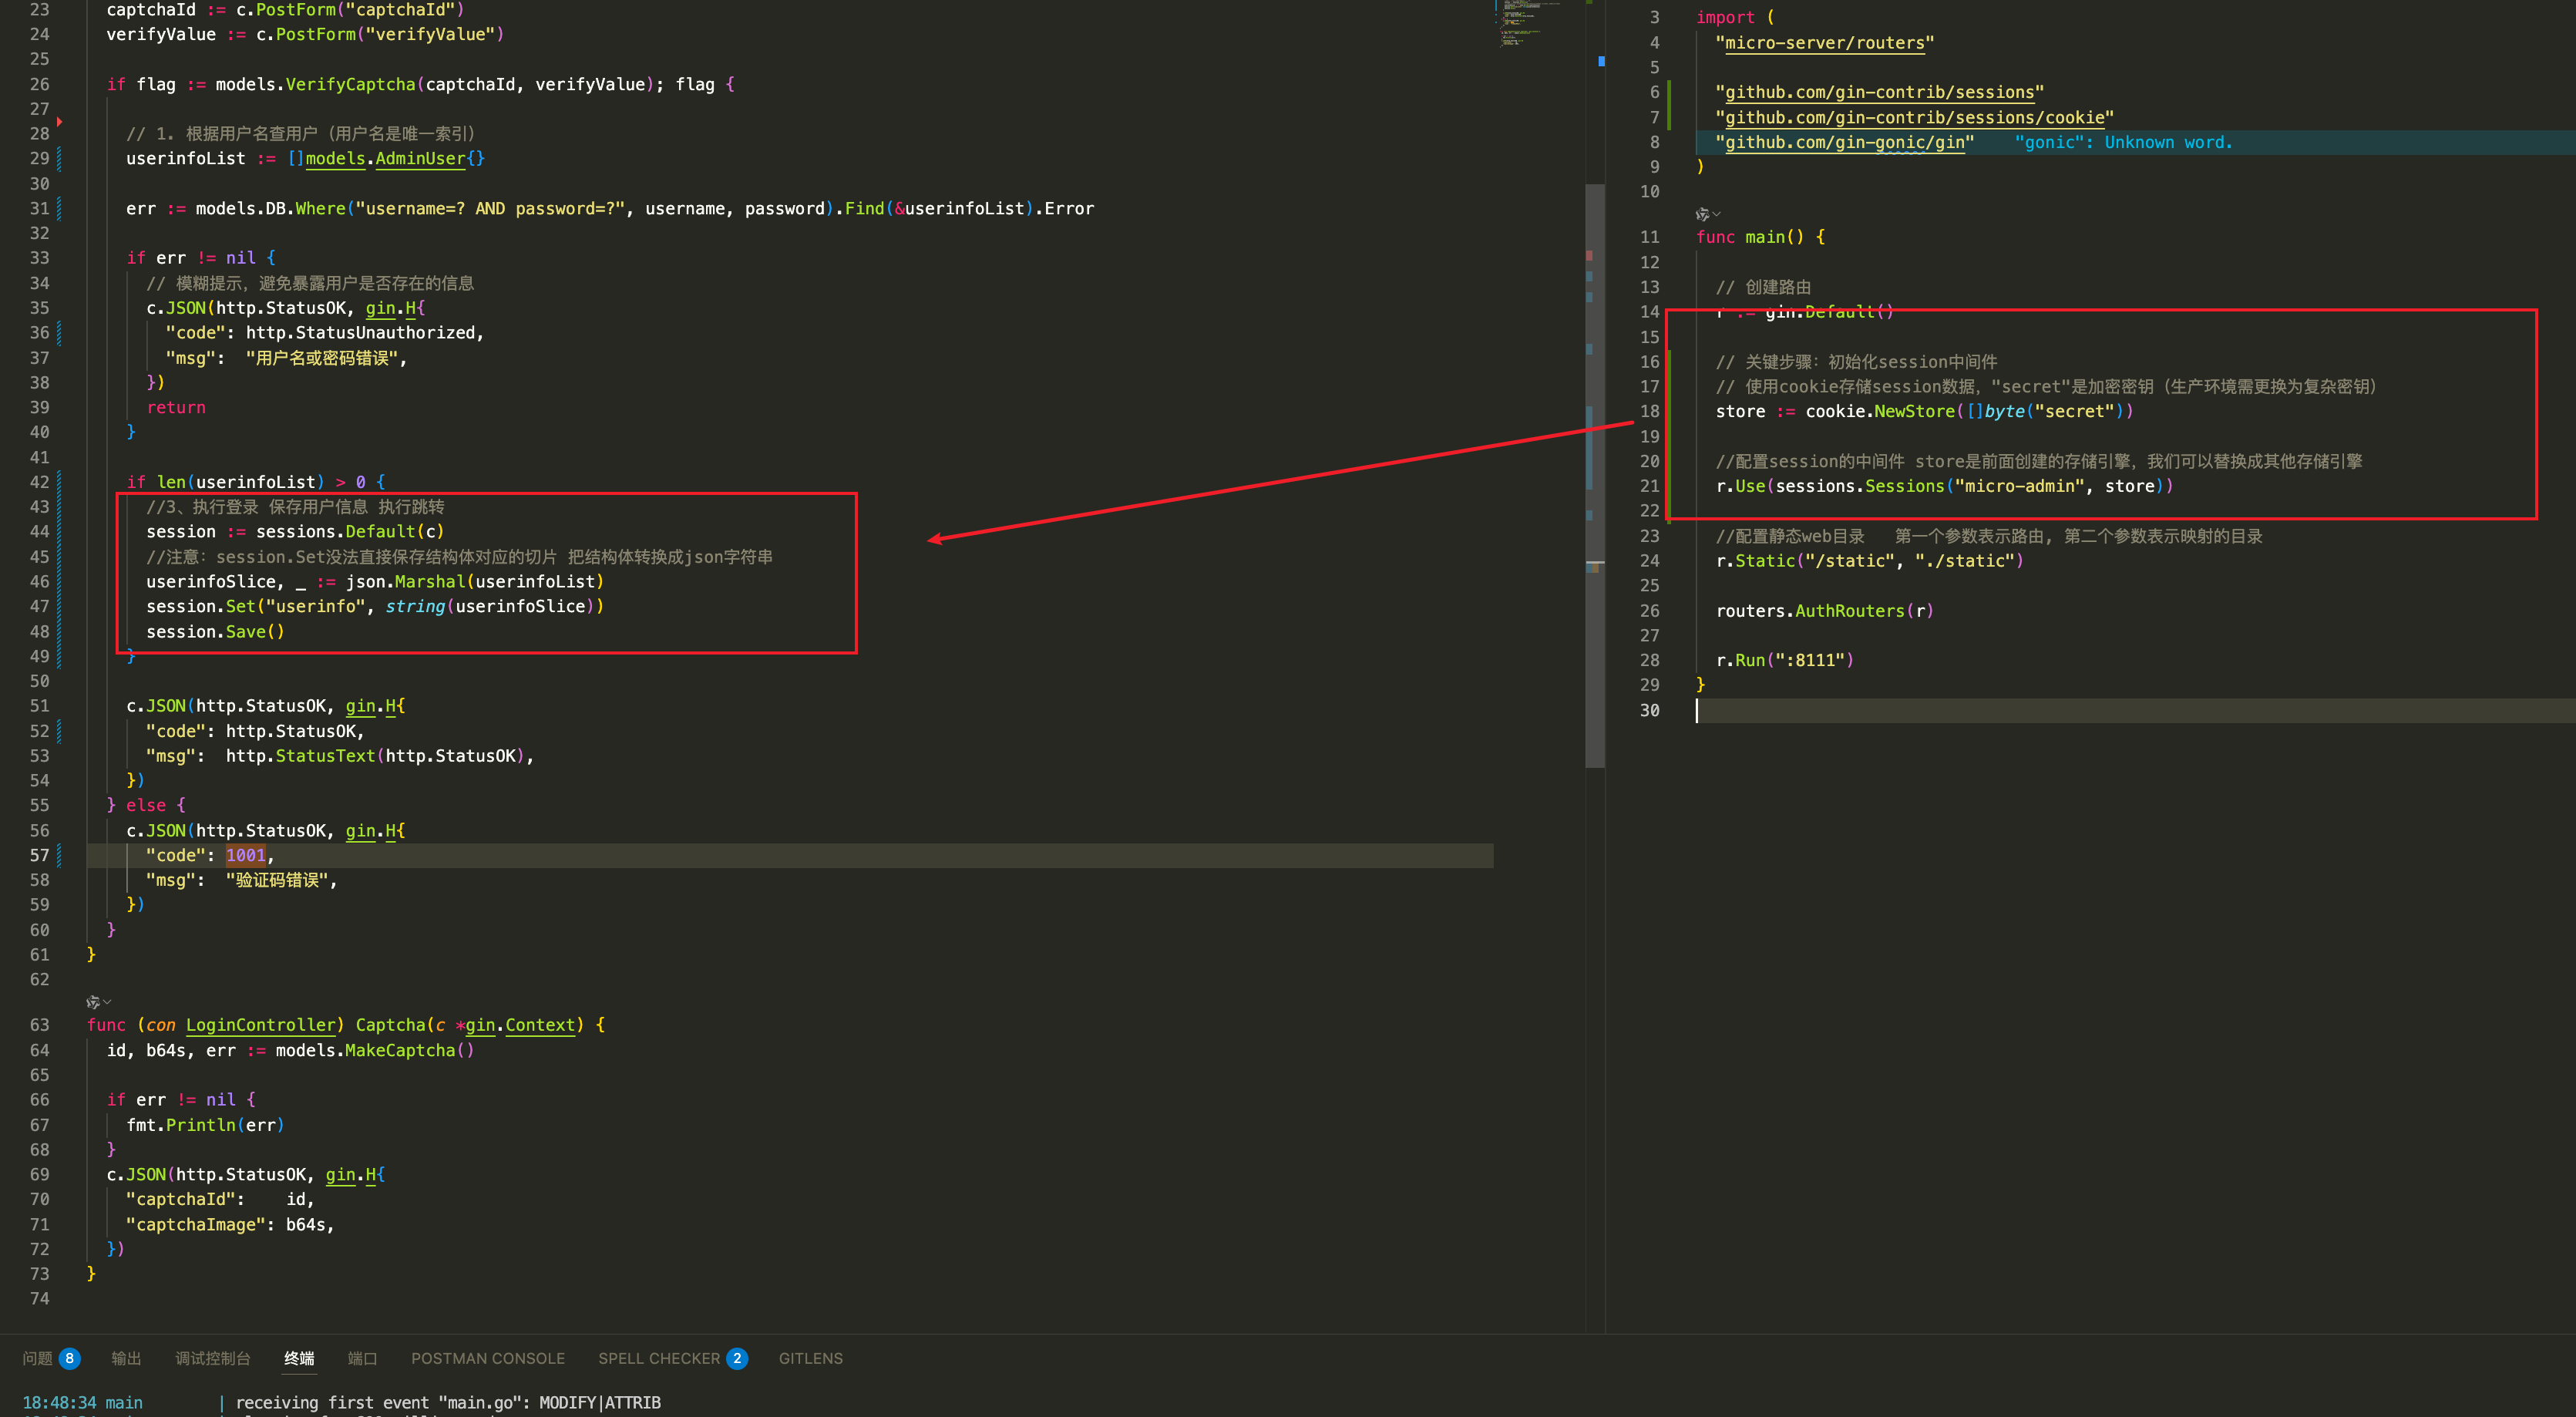 23 captchaId := c.PostForm("captchaId")
24 verifyValue := c.PostForm("verifyValue")
25
26 if flag := models.VerifyCaptcha(captchaId, verifyValue); flag {
27
28 // 1. 根据用户名查用户（用户名是唯一索引）
29 userinfoList := []models.AdminUser{}
30
31 err := models.DB.Where("username=? AND password=?", username, password).Find(&userinfoList).Error
32
33 if err != nil {
34 // 模糊提示，避免暴露用户是否存在的信息
35 c.JSON(http.StatusOK, gin.H{
36 "code": http.StatusUnauthorized,
37 "msg":  "用户名或密码错误",
38 })
39 return
40 }
41
42 if len(userinfoList) > 0 {
43 //3、执行登录 保存用户信息 执行跳转
44 session := sessions.Default(c)
45 //注意：session.Set没法直接保存结构体对应的切片 把结构体转换成json字符串
46 userinfoSlice, _ := json.Marshal(userinfoList)
47 session.Set("userinfo", string(userinfoSlice))
48 session.Save()
49 }
50
51 c.JSON(http.StatusOK, gin.H{
52 "code": http.StatusOK,
53 "msg":  http.StatusText(http.StatusOK),
54 })
55 } else {
56 c.JSON(http.StatusOK, gin.H{
57 "code": 1001,
58 "msg":  "验证码错误",
59 })
60 }
61 }
62
63 func (con LoginController) Captcha(c *gin.Context) {
64 id, b64s, err := models.MakeCaptcha()
65
66 if err != nil {
67 fmt.Println(err)
68 }
69 c.JSON(http.StatusOK, gin.H{
70 "captchaId":    id,
71 "captchaImage": b64s,
72 })
73 }
74
3 import (
4 "micro-server/routers"
5
6 "github.com/gin-contrib/sessions"
7 "github.com/gin-contrib/sessions/cookie"
8 "github.com/gin-gonic/gin"    "gonic": Unknown word.
9 )
10
11 func main() {
12
13 // 创建路由
14 r := gin.Default()
15
16 // 关键步骤：初始化session中间件
17 // 使用cookie存储session数据，"secret"是加密密钥（生产环境需更换为复杂密钥）
18 store := cookie.NewStore([]byte("secret"))
19
20 //配置session的中间件 store是前面创建的存储引擎，我们可以替换成其他存储引擎
21 r.Use(sessions.Sessions("micro-admin", store))
22
23 //配置静态web目录   第一个参数表示路由, 第二个参数表示映射的目录
24 r.Static("/static", "./static")
25
26 routers.AuthRouters(r)
27
28 r.Run(":8111")
29 }
30
问题 8 输出 调试控制台 终端 端口 POSTMAN CONSOLE SPELL CHECKER 2 GITLENS
18:48:34 main | receiving first event "main.go": MODIFY|ATTRIB